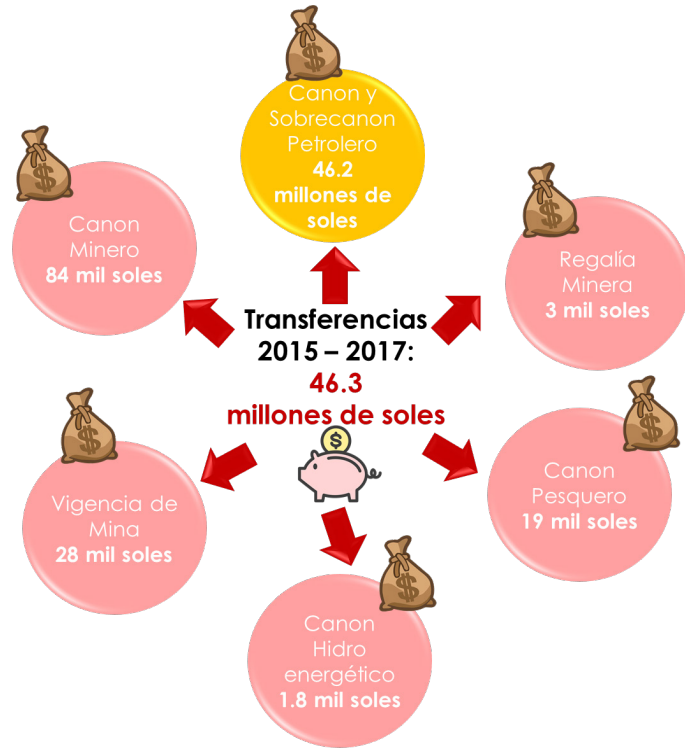 Canon y
Sobrecanon
Petrolero
46.2
millones de
soles
Canon
Minero
84 mil soles
Regalía
Minera
3 mil soles
Transferencias
2015 – 2017:
46.3
millones de soles
Vigencia de
Mina
28 mil soles
Canon
Pesquero
19 mil soles
Canon
Hidro
energético
1.8 mil soles